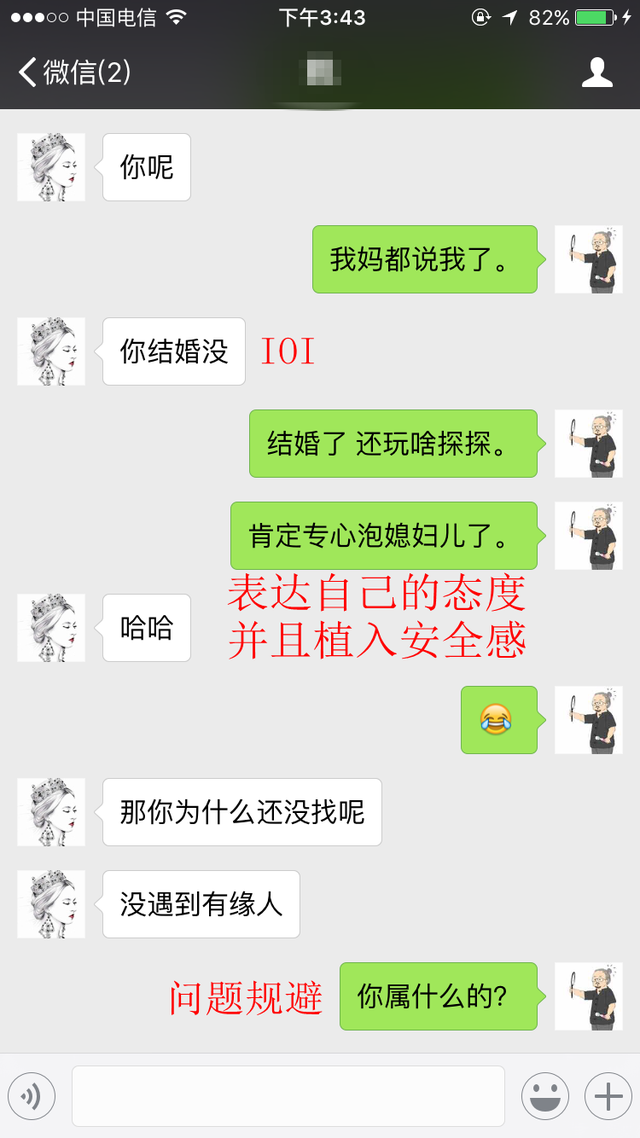 中国电信
下午3:43
82%
微信(2)
你呢
我妈都说我了。
你结婚没
IOI
结婚了 还玩啥探探。
肯定专心泡媳妇儿了。
表达自己的态度
并且植入安全感
哈哈
那你为什么还没找呢
没遇到有缘人
问题规避
你属什么的?